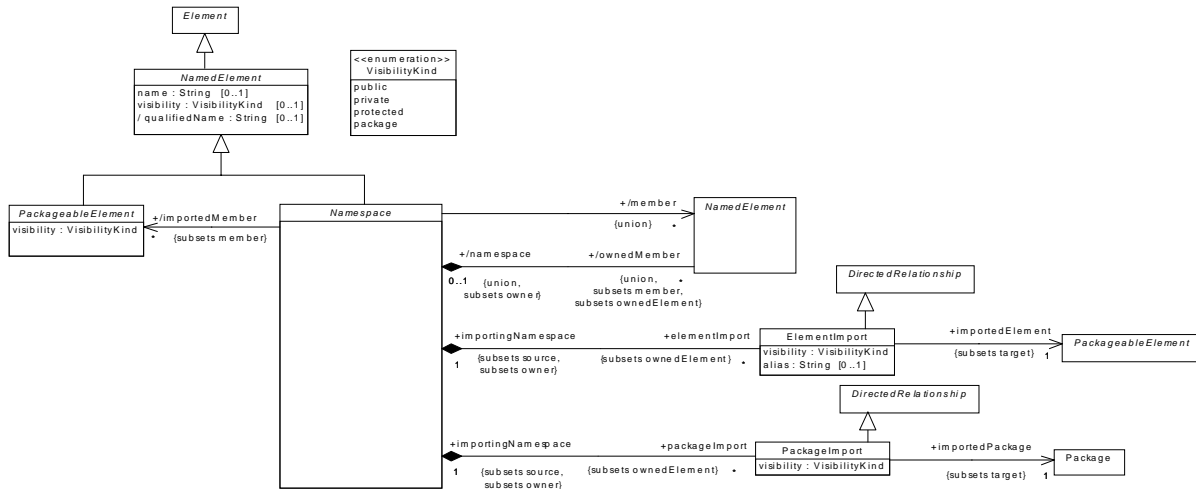 Element
NamedElement
name : String [0..1]
visibility : VisibilityKind [0..1]
/ qualifiedName : String [0..1]
<<enumeration>>
VisibilityKind
public
private
protected
package
PackageableElement
visibility : VisibilityKind
+/importedMember
*
{subsets member}
Namespace
+/member
{union}
*
NamedElement
+/namespace
0..1
{union,
subsets owner}
+/ownedMember
{union,
subsets member,
subsets ownedElement}
*
DirectedRelationship
+importingNamespace
1
{subsets source,
subsets owner}
+elementImport
{subsets ownedElement}
*
ElementImport
visibility : VisibilityKind
alias : String [0..1]
+importedElement
{subsets target}
1
PackageableElement
DirectedRelationship
+importingNamespace
1
{subsets source,
subsets owner}
+packageImport
{subsets ownedElement}
*
PackageImport
visibility : VisibilityKind
+importedPackage
{subsets target}
1
Package